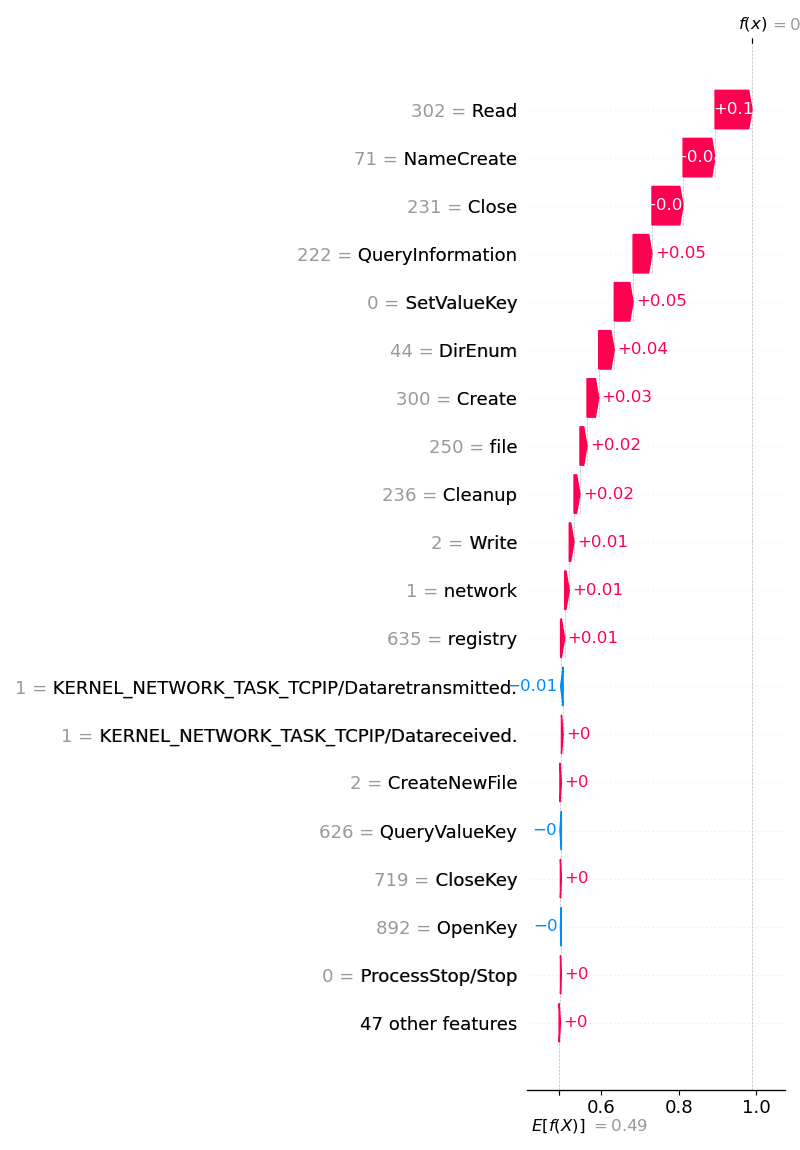 f(x) = 0
302 = Read +0.1
71 = NameCreate -0.0
231 = Close -0.0
222 = QueryInformation +0.05
0 = SetValueKey +0.05
44 = DirEnum +0.04
300 = Create +0.03
250 = file +0.02
236 = Cleanup +0.02
2 = Write +0.01
1 = network +0.01
635 = registry +0.01
1 = KERNEL_NETWORK_TASK_TCPIP/Dataretransmitted. −0.01
1 = KERNEL_NETWORK_TASK_TCPIP/Datareceived. +0
2 = CreateNewFile +0
626 = QueryValueKey −0
719 = CloseKey +0
892 = OpenKey −0
0 = ProcessStop/Stop +0
47 other features +0
0.6 0.8 1.0
E[f(X)] = 0.49